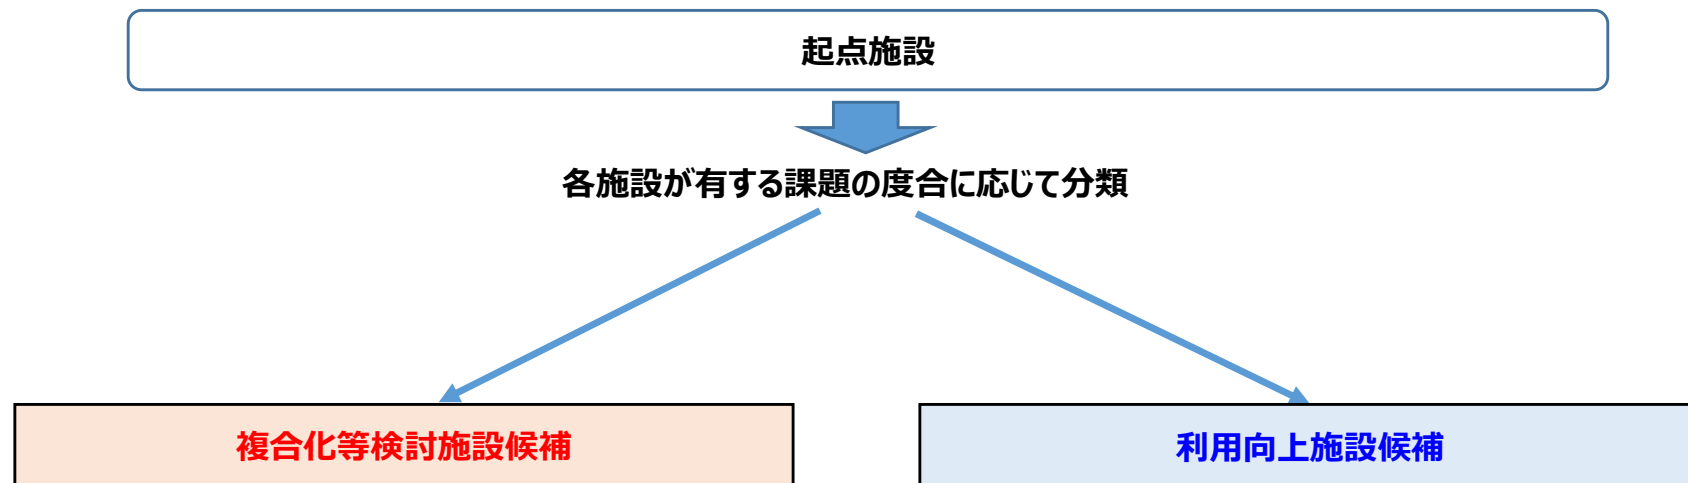 起点施設
各施設が有する課題の度合に応じて分類
複合化等検討施設候補
利用向上施設候補